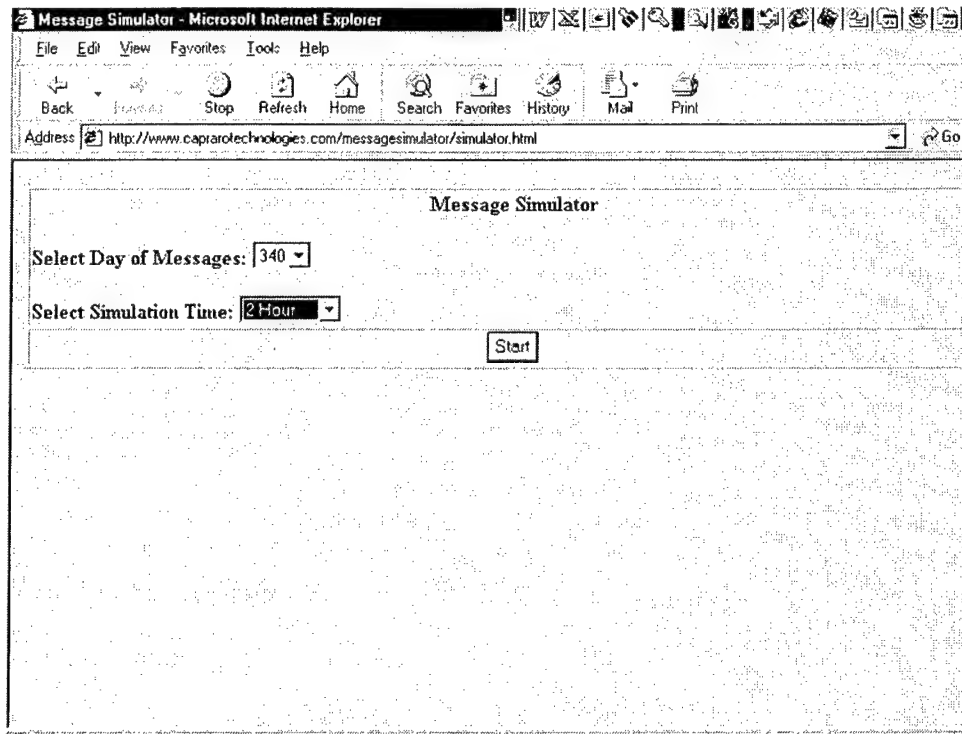 Message Simulator - Microsoft Internet Explorer
File Edit View Favorites Tools Help
Back Forward Stop Refresh Home Search Favorites History Mail Print
Address http://www.caprarotechnologies.com/messagesimulator/simulator.html Go
Message Simulator
Select Day of Messages: 340
Select Simulation Time: 2 Hour
Start